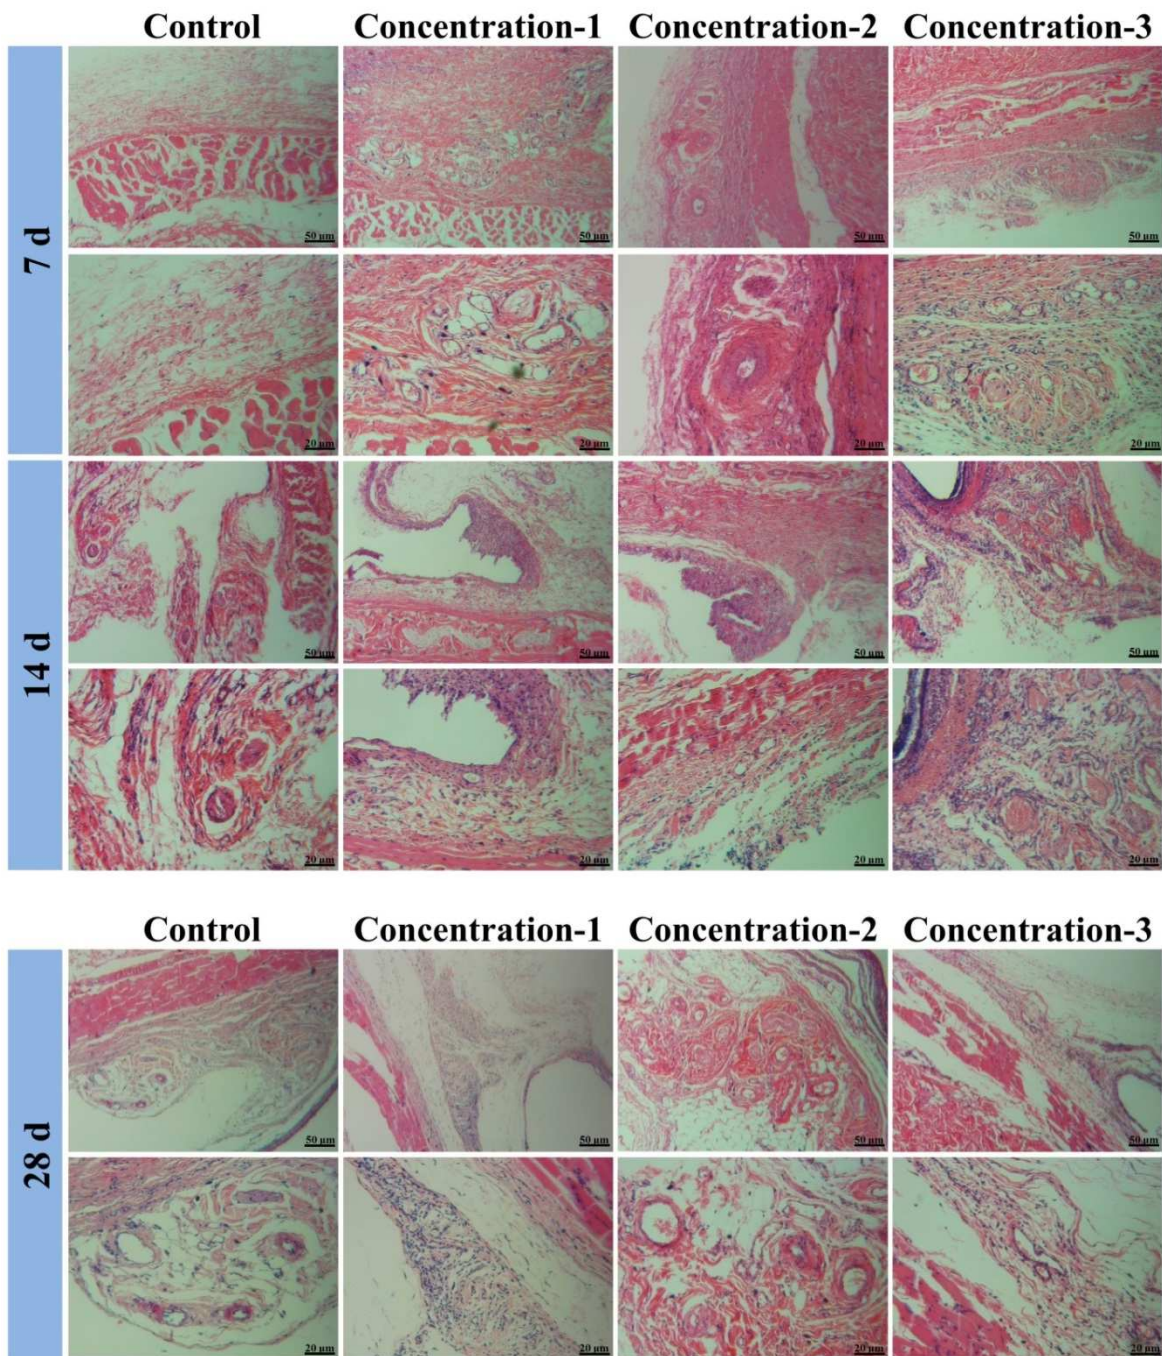 Control Concentration-1 Concentration-2 Concentration-3
7 d
50 µm 50 µm 50 µm 50 µm
20 µm 20 µm 20 µm 20 µm
14 d
50 µm 50 µm 50 µm 50 µm
20 µm 20 µm 20 µm 20 µm
Control Concentration-1 Concentration-2 Concentration-3
28 d
50 µm 50 µm 50 µm 50 µm
20 µm 20 µm 20 µm 20 µm